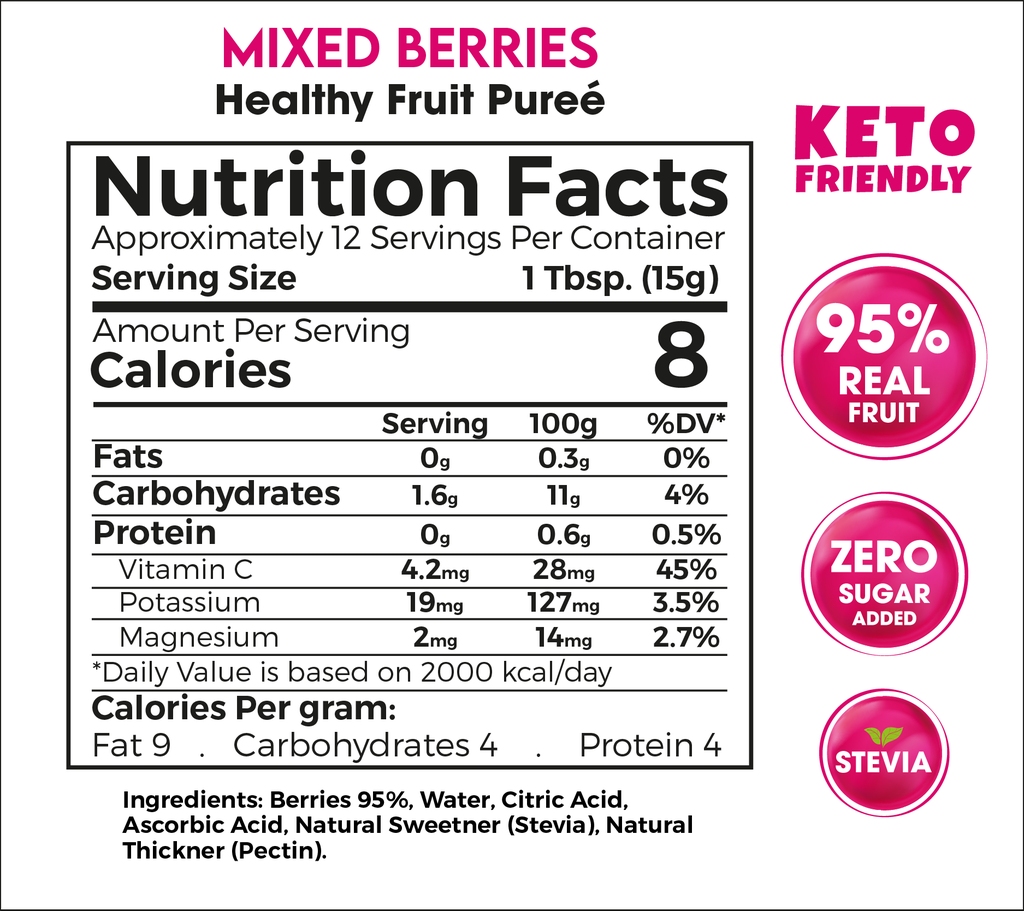 MIXED BERRIES
Healthy Fruit Pureé
Nutrition Facts
Approximately 12 Servings Per Container
Serving Size 1 Tbsp. (15g)
Amount Per Serving
Calories 8
Serving 100g %DV*
Fats 0g 0.3g 0%
Carbohydrates 1.6g 11g 4%
Protein 0g 0.6g 0.5%
Vitamin C 4.2mg 28mg 45%
Potassium 19mg 127mg 3.5%
Magnesium 2mg 14mg 2.7%
*Daily Value is based on 2000 kcal/day
Calories Per gram:
Fat 9 . Carbohydrates 4 . Protein 4
Ingredients: Berries 95%, Water, Citric Acid,
Ascorbic Acid, Natural Sweetner (Stevia), Natural
Thickner (Pectin).
KETO
FRIENDLY
95%
REAL
FRUIT
ZERO
SUGAR
ADDED
STEVIA